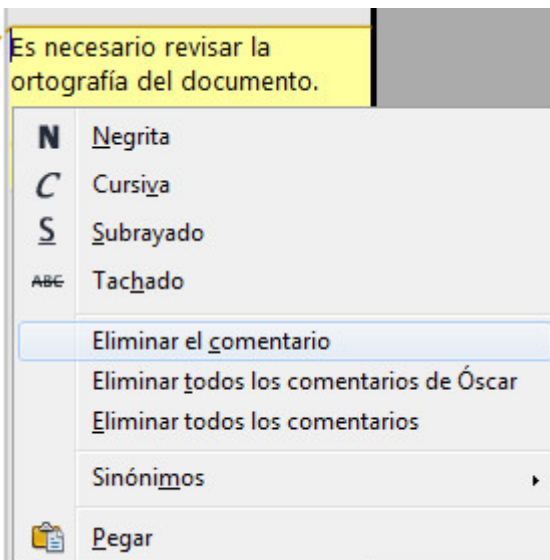 Es necesario revisar la
ortografía del documento.
N Negrita
C Cursiva
S Subrayado
ABC Tachado
Eliminar el comentario
Eliminar todos los comentarios de Óscar
Eliminar todos los comentarios
Sinónimos
Pegar